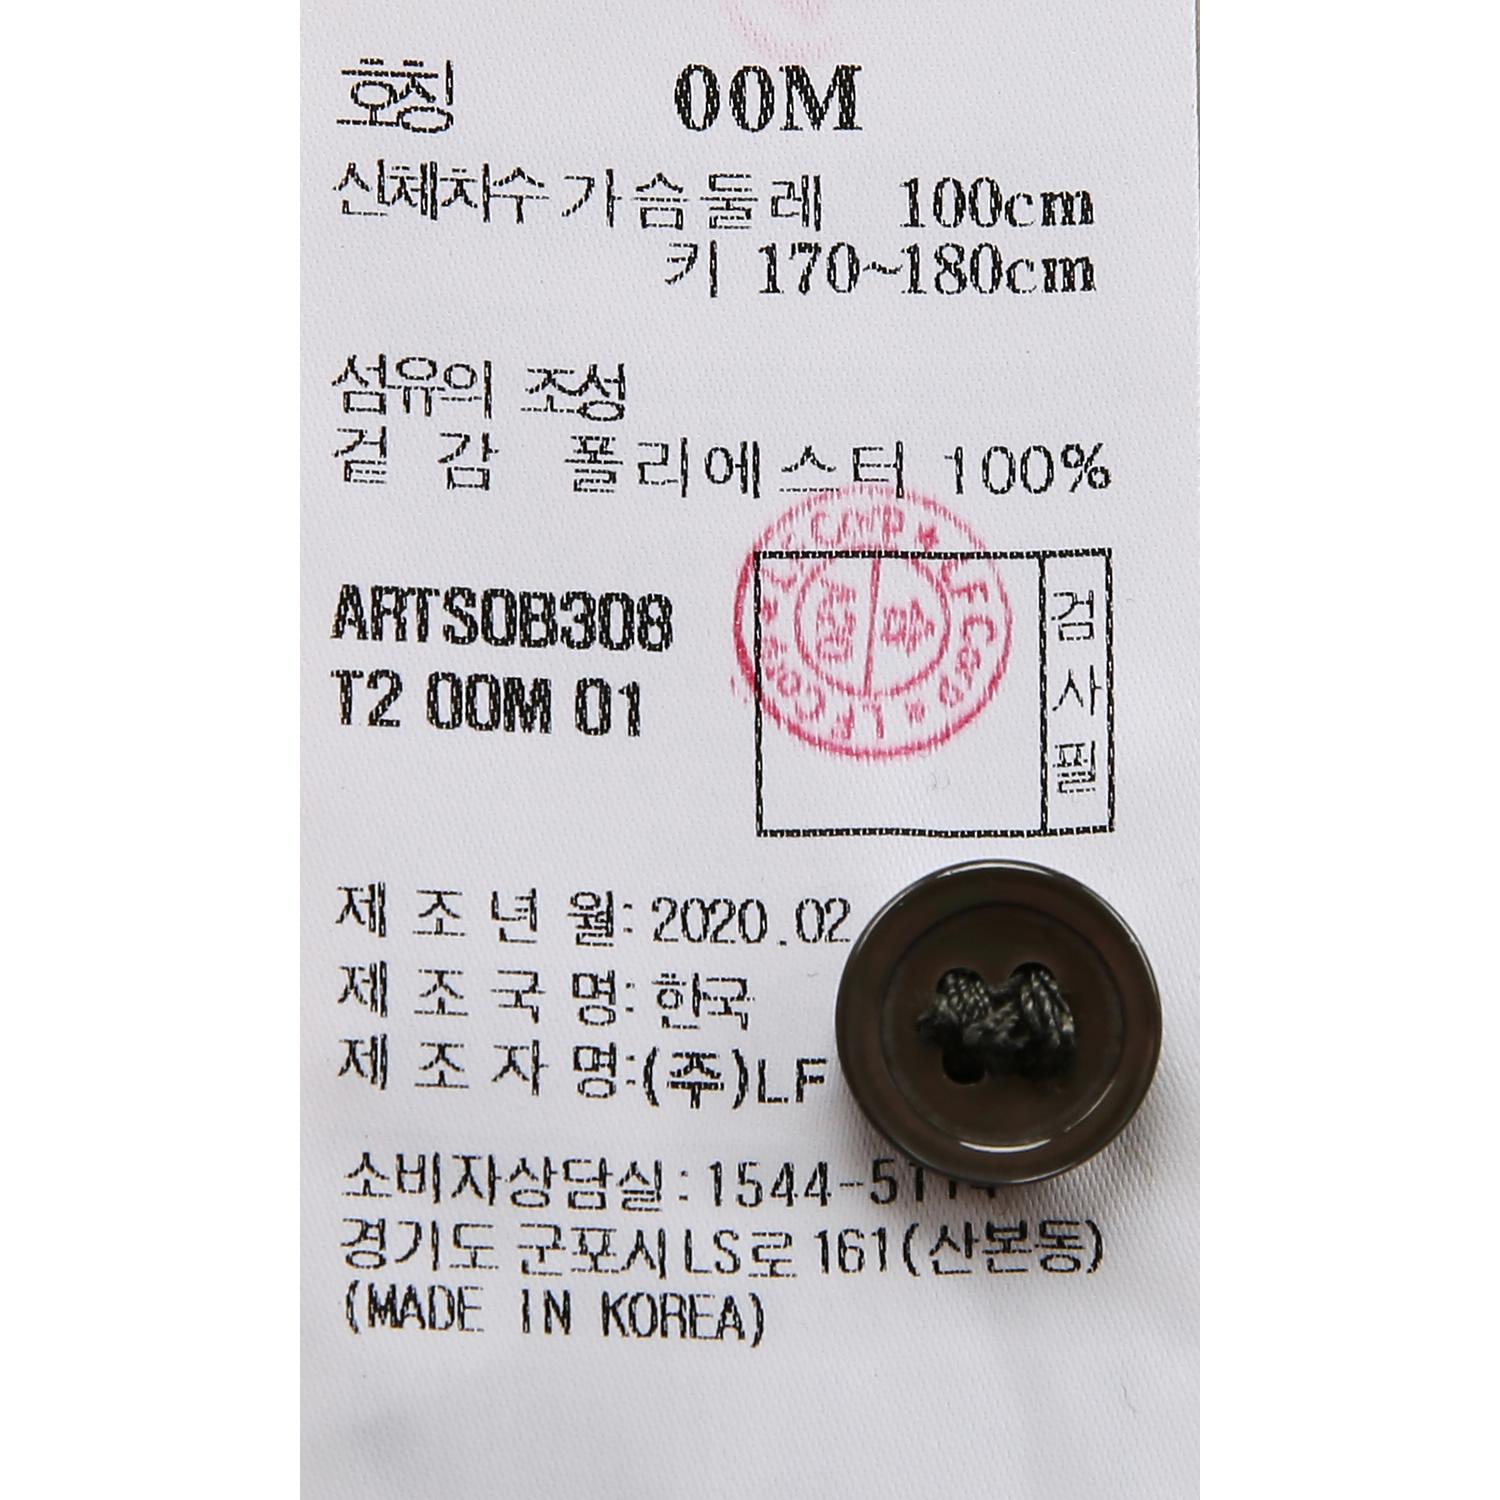 호칭 00M
신체치수 가슴둘레 100cm
키 170~180cm
섬유의 조성
겉 감 폴리에스터 100%
ARTSOB308
T2 00M 01
검사필
제조년월: 2020.02
제조국명: 한국
제조자명: (주)LF
소비자상담실: 1544-
경기도 군포시 LS로 161(산본동)
(MADE IN KOREA)